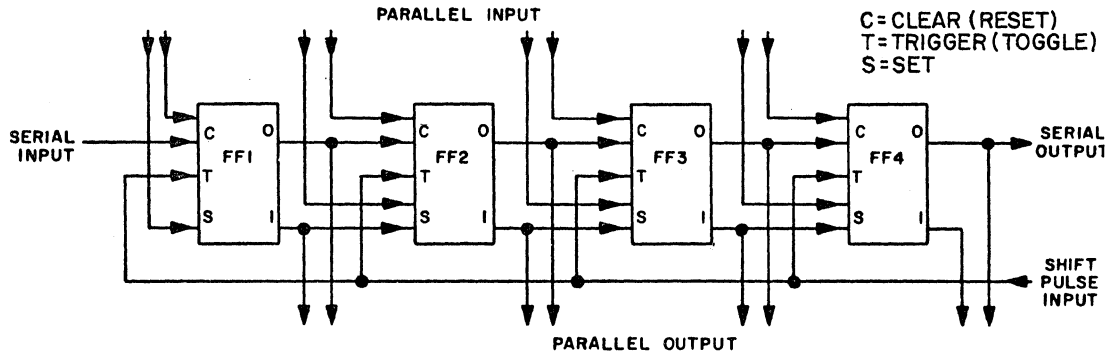 PARALLEL INPUT
C=CLEAR (RESET)
T=TRIGGER (TOGGLE)
S=SET
SERIAL
INPUT
C O
FF1
T
S I
C O
FF2
T
S I
C O
FF3
T
S I
C O
FF4
T
S I
SERIAL
OUTPUT
SHIFT
PULSE
INPUT
PARALLEL OUTPUT